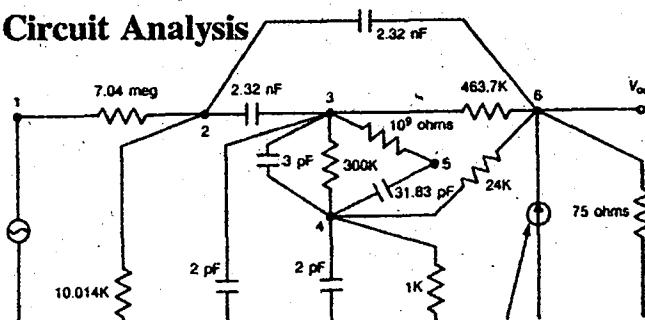 Circuit Analysis
2.32 nF
7.04 meg
2.32 nF
463.7K
1
2
3
6
10⁹ ohms
3 pF
300K
5
31.83 pF
24K
75 ohms
4
2 pF
2 pF
10.014K
1K